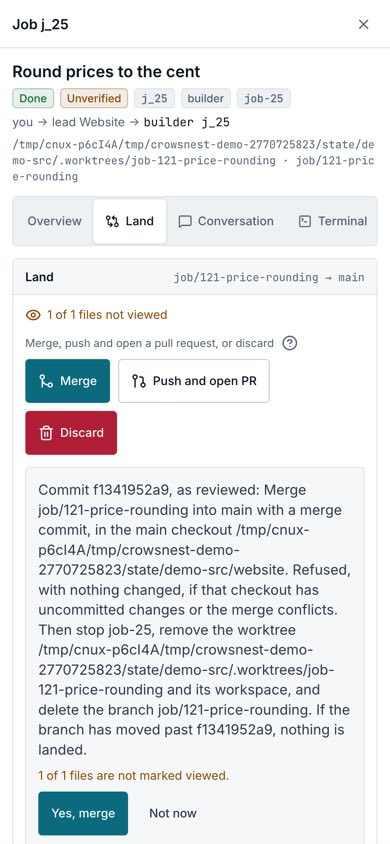 Job j_25
Round prices to the cent
Done Unverified j_25 builder job-25
you → lead Website → builder j_25
/tmp/cnux-p6cI4A/tmp/crowsnest-demo-2770725823/state/de
mo-src/.worktrees/job-121-price-rounding · job/121-pric
e-rounding
Overview Land Conversation Terminal
Land job/121-price-rounding → main
1 of 1 files not viewed
Merge, push and open a pull request, or discard ?
Merge Push and open PR
Discard
Commit f1341952a9, as reviewed: Merge
job/121-price-rounding into main with a merge
commit, in the main checkout /tmp/cnux-
p6cI4A/tmp/crowsnest-demo-
2770725823/state/demo-src/website. Refused,
with nothing changed, if that checkout has
uncommitted changes or the merge conflicts.
Then stop job-25, remove the worktree
/tmp/cnux-p6cI4A/tmp/crowsnest-demo-
2770725823/state/demo-src/.worktrees/job-
121-price-rounding and its workspace, and
delete the branch job/121-price-rounding. If the
branch has moved past f1341952a9, nothing is
landed.
1 of 1 files are not marked viewed.
Yes, merge Not now